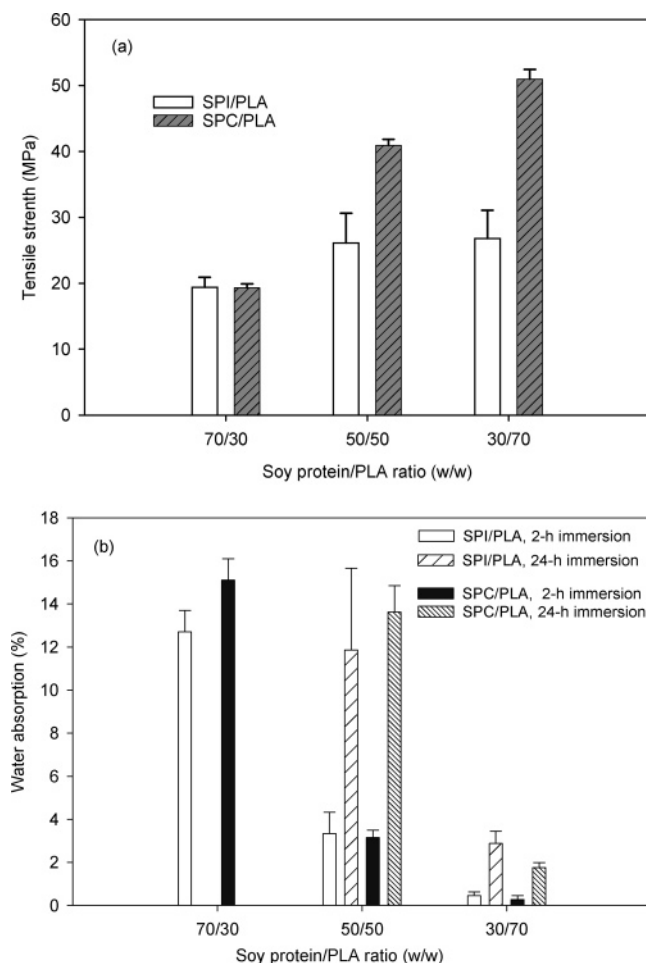 (a)
SPI/PLA
SPC/PLA
Tensile strenth (MPa)
60
50
40
30
20
10
0
70/30 50/50 30/70
Soy protein/PLA ratio (w/w)
(b)
SPI/PLA, 2-h immersion
SPI/PLA, 24-h immersion
SPC/PLA, 2-h immersion
SPC/PLA, 24-h immersion
Water absorption (%)
18
16
14
12
10
8
6
4
2
0
70/30 50/50 30/70
Soy protein/PLA ratio (w/w)